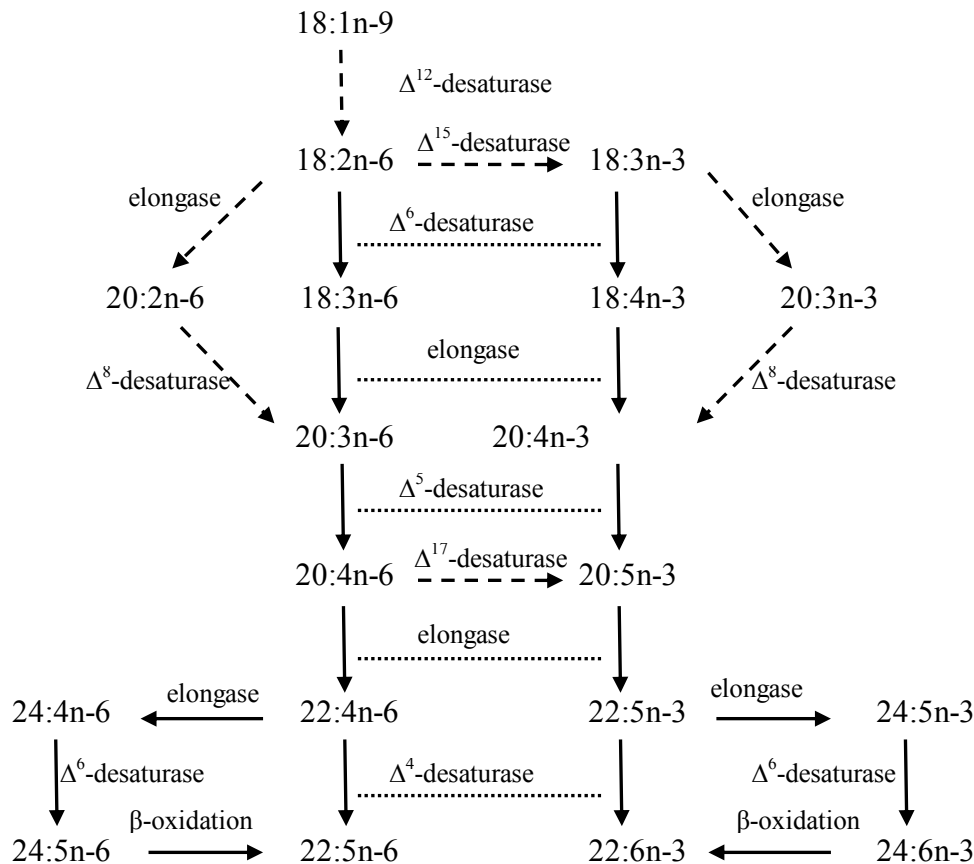 18:1n-9
Δ¹²-desaturase
Δ¹⁵-desaturase
18:2n-6 18:3n-3
elongase elongase
Δ⁶-desaturase
20:2n-6 18:3n-6 18:4n-3 20:3n-3
elongase
Δ⁸-desaturase Δ⁸-desaturase
20:3n-6 20:4n-3
Δ⁵-desaturase
Δ¹⁷-desaturase
20:4n-6 20:5n-3
elongase
elongase elongase
24:4n-6 22:4n-6 22:5n-3 24:5n-3
Δ⁶-desaturase Δ⁴-desaturase Δ⁶-desaturase
β-oxidation β-oxidation
24:5n-6 22:5n-6 22:6n-3 24:6n-3